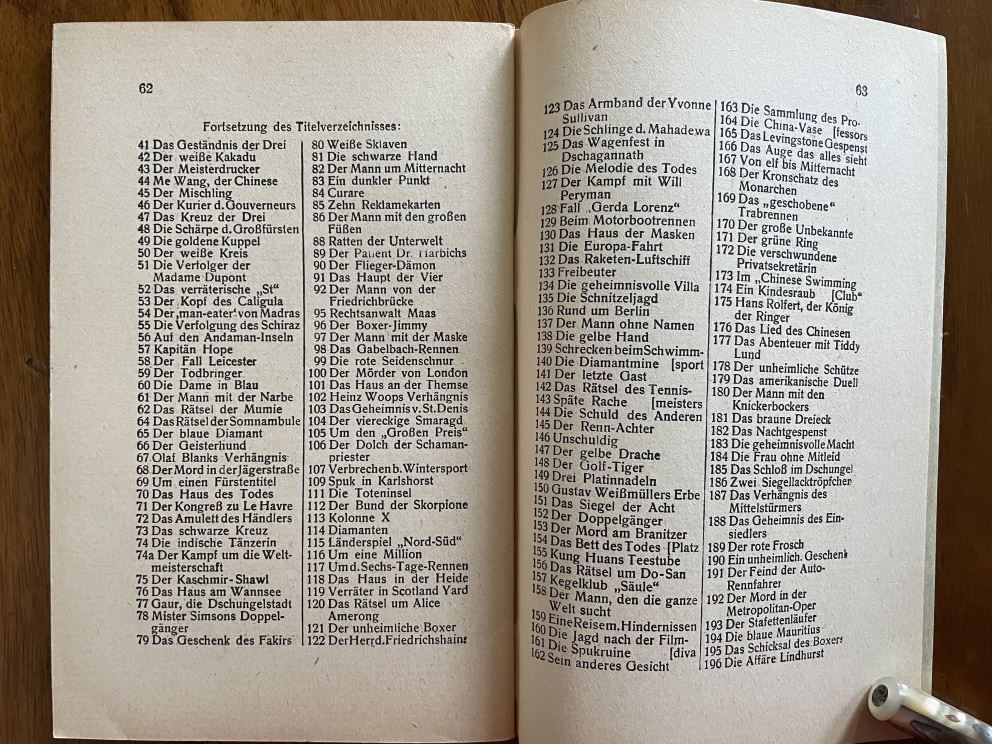 62
Fortsetzung des Titelverzeichnisses:
41 Das Geständnis der Drei
42 Der weiße Kakadu
43 Der Meisterdrucker
44 Me Wang, der Chinese
45 Der Mischling
46 Der Kurier d. Gouverneurs
47 Das Kreuz der Drei
48 Die Schärpe d. Großfürsten
49 Die goldene Kuppel
50 Der weiße Kreis
51 Die Verfolger der
Madame Dupont
52 Das verräterische „St“
53 Der Kopf des Caligula
54 Der „man-eater“ von Madras
55 Die Verfolgung des Schiraz
56 Auf den Andaman-Inseln
57 Kapitän Hope
58 Der Fall Leicester
59 Der Todbringer
60 Die Dame in Blau
61 Der Mann mit der Narbe
62 Das Rätsel der Mumie
64 Das Rätsel der Somnambule
65 Der blaue Diamant
66 Der Geisterhund
67 Olaf Blanks Verhängnis
68 Der Mord in der Jägerstraße
69 Um einen Fürstentitel
70 Das Haus des Todes
71 Der Kongreß zu Le Havre
72 Das Amulett des Händlers
73 Das schwarze Kreuz
74 Die indische Tänzerin
74a Der Kampf um die Welt-
meisterschaft
75 Der Kaschmir-Shawl
76 Das Haus am Wannsee
77 Gaur, die Dschungelstadt
78 Mister Simsons Doppel-
gänger
79 Das Geschenk des Fakirs
80 Weiße Sklaven
81 Die schwarze Hand
82 Der Mann um Mitternacht
83 Ein dunkler Punkt
84 Curare
85 Zehn Reklamekarten
86 Der Mann mit den großen
Füßen
88 Ratten der Unterwelt
89 Der Patient Dr. Harbichs
90 Der Flieger-Dämon
91 Das Haupt der Vier
92 Der Mann von der
Friedrichbrücke
95 Rechtsanwalt Maas
96 Der Boxer-Jimmy
97 Der Mann mit der Maske
98 Das Gabelbach-Rennen
99 Die rote Seidenschnur
100 Der Mörder von London
101 Das Haus an der Themse
102 Heinz Woops Verhängnis
103 Das Geheimnis v. St. Denis
104 Der viereckige Smaragd
105 Um den „Großen Preis“
106 Der Dolch der Schaman-
priester
107 Verbrechen b. Wintersport
109 Spuk in Karlshorst
111 Die Toteninsel
112 Der Bund der Skorpione
113 Kolonne X
114 Diamanten
115 Länderspiel „Nord-Süd“
116 Um eine Million
117 Um d. Sechs-Tage-Rennen
118 Das Haus in der Heide
119 Verräter in Scotland Yard
120 Das Rätsel um Alice
Amerong
121 Der unheimliche Boxer
122 Der Herr d. Friedrichshains
63
123 Das Armband der Yvonne
Sullivan
124 Die Schlinge d. Mahadewa
125 Das Wagenfest in
Dschagannath
126 Die Melodie des Todes
127 Der Kampf mit Will
Peryman
128 Fall „Gerda Lorenz“
129 Beim Motorbootrennen
130 Das Haus der Masken
131 Die Europa-Fahrt
132 Das Raketen-Luftschiff
133 Freibeuter
134 Die geheimnisvolle Villa
135 Die Schnitzeljagd
136 Rund um Berlin
137 Der Mann ohne Namen
138 Die gelbe Hand
139 Schrecken beim Schwimm-
140 Die Diamantmine [sport
141 Der letzte Gast
142 Das Rätsel des Tennis-
143 Späte Rache [meisters
144 Die Schuld des Anderen
145 Der Renn-Achter
146 Unschuldig
147 Der gelbe Drache
148 Der Golf-Tiger
149 Drei Platinnadeln
150 Gustav Weißmüllers Erbe
151 Das Siegel der Acht
152 Der Doppelgänger
153 Der Mord am Branitzer
154 Das Bett des Todes [Platz
155 Kung Huans Teestube
156 Das Rätsel um Do-San
157 Kegelklub „Säule“
158 Der Mann, den die ganze
Welt sucht
159 Eine Reise m. Hindernissen
160 Die Jagd nach der Film-
161 Die Spukruine [diva
162 Sein anderes Gesicht
163 Die Sammlung des Pro-
164 Die China-Vase [fessors
165 Das Levingstone Gespenst
166 Das Auge das alles sieht
167 Von elf bis Mitternacht
168 Der Kronschatz des
Monarchen
169 Das „geschobene“
Trabrennen
170 Der große Unbekannte
171 Der grüne Ring
172 Die verschwundene
Privatsekretärin
173 Im „Chinese Swimming
174 Ein Kindesraub [Club“
175 Hans Rolfert, der König
der Ringer
176 Das Lied des Chinesen
177 Das Abenteuer mit Tiddy
Lund
178 Der unheimliche Schütze
179 Das amerikanische Duell
180 Der Mann mit den
Knickerbockers
181 Das braune Dreieck
182 Das Nachtgespenst
183 Die geheimnisvolle Macht
184 Die Frau ohne Mitleid
185 Das Schloß im Dschungel
186 Zwei Siegellacktröpfchen
187 Das Verhängnis des
Mittelstürmers
188 Das Geheimnis des Ein-
siedlers
189 Der rote Frosch
190 Ein unheimlich. Geschenk
191 Der Feind der Auto-
Rennfahrer
192 Der Mord in der
Metropolitan-Oper
193 Der Stafettenläufer
194 Die blaue Mauritius
195 Das Schicksal des Boxers
196 Die Affäre Lindhurst